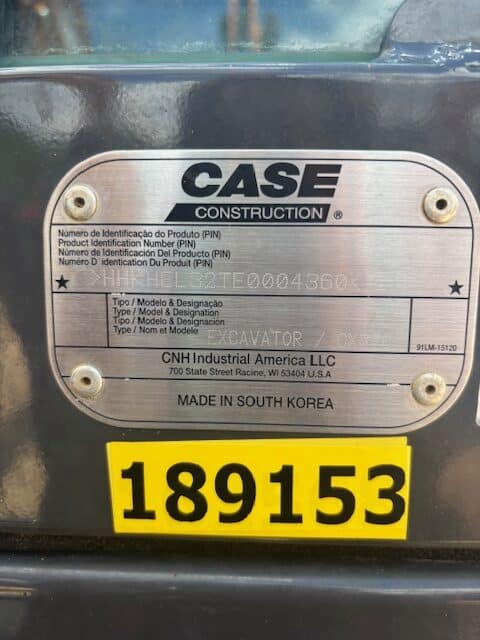 CASE
CONSTRUCTION ®
Número de Identificação do Produto (PIN)
Product Identification Number (PIN)
Número de Identificación Del Producto (PIN)
Numéro D identification Du Produit (PIN)
Tipo / Modelo & Designação
Type / Model & Designation
Tipo / Modelo & Designación
Type / Nom et Modele
EXCAVATOR /
91LM-15120
CNH Industrial America LLC
700 State Street Racine, WI 53404 U.S.A
MADE IN SOUTH KOREA
189153